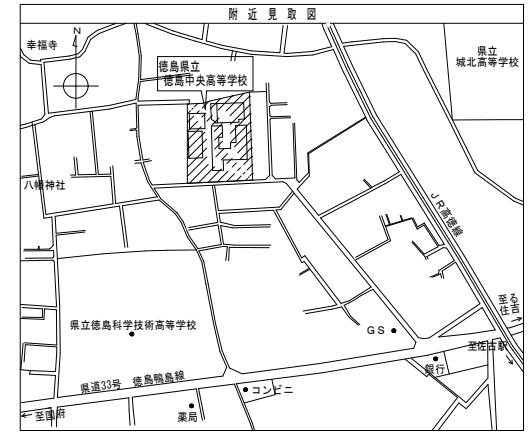 附近見取図
N
幸福寺
徳島県立
徳島中央高等学校
県立
城北高等学校
八幡神社
JR高徳線
至る
住吉
県立徳島科学技術高等学校
GS
至佐古駅
県道33号 徳島鴨島線
銀行
コンビニ
至国府
薬局